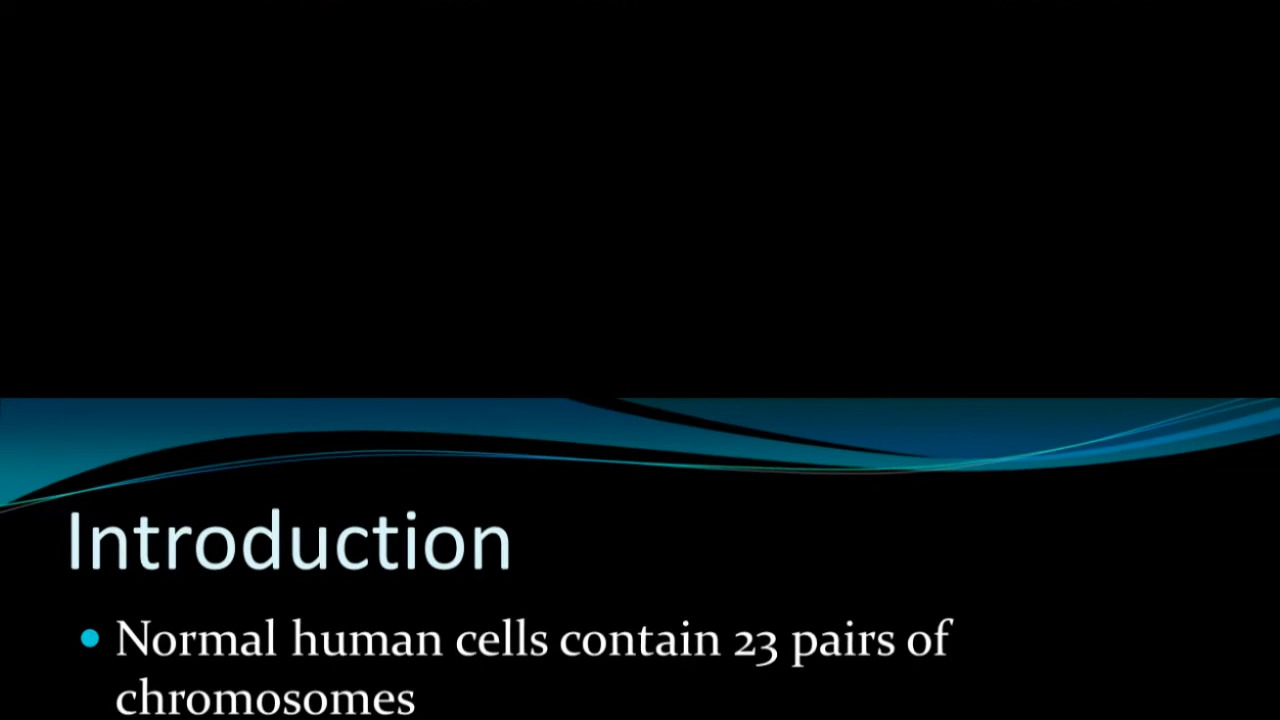 Introduction
Normal human cells contain 23 pairs of
chromosomes